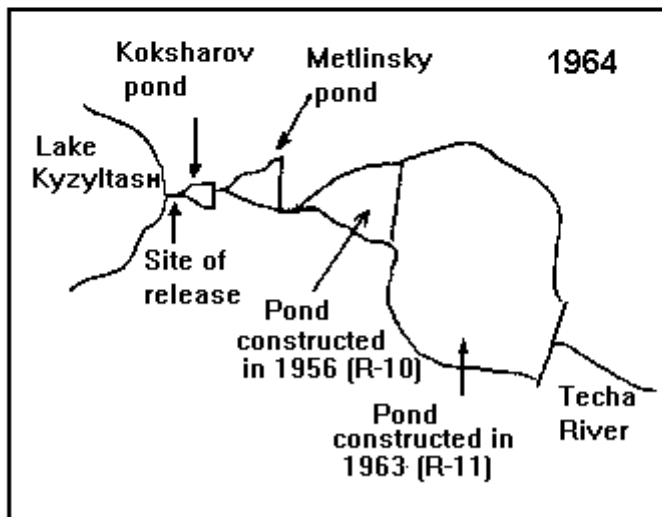 Koksharov
pond
Metlinsky
pond
1964
Lake
Kyzyltash
Site of
release
Pond
constructed
in 1956 (R-10)
Pond
constructed in
1963 (R-11)
Techa
River